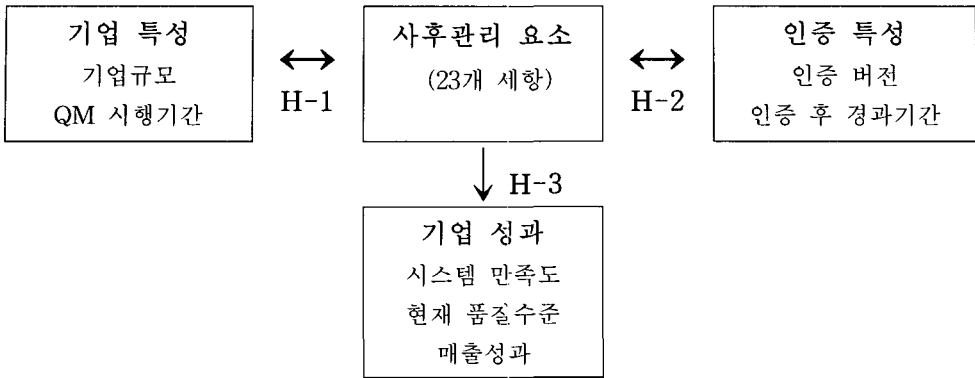 기업 특성
기업규모
QM 시행기간
H-1
사후관리 요소
(23개 세항)
H-2
인증 특성
인증 버전
인증 후 경과기간
H-3
기업 성과
시스템 만족도
현재 품질수준
매출성과